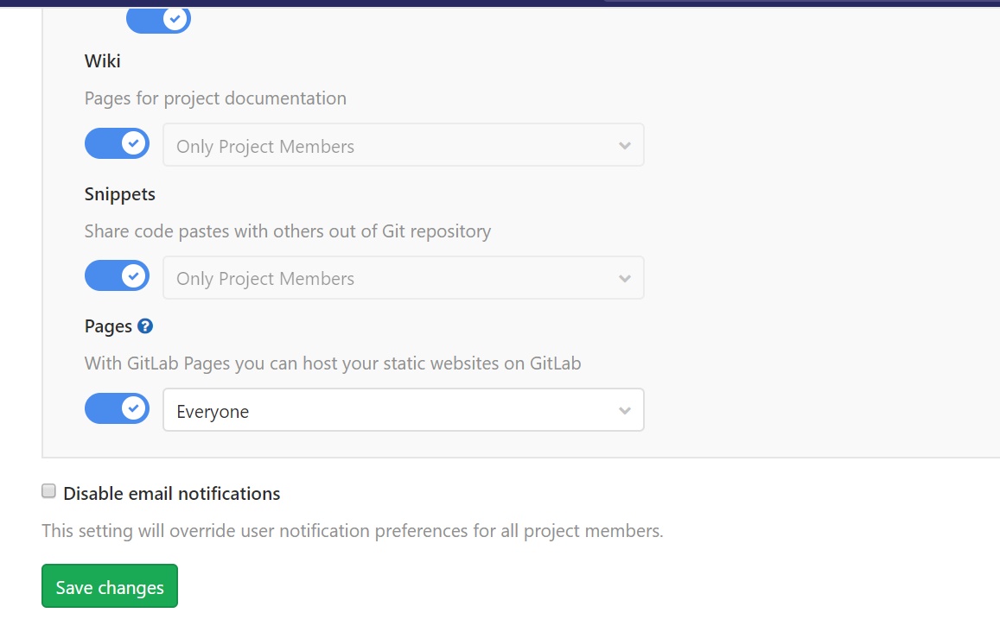 Wiki
Pages for project documentation
Only Project Members
Snippets
Share code pastes with others out of Git repository
Only Project Members
Pages ?
With GitLab Pages you can host your static websites on GitLab
Everyone
Disable email notifications
This setting will override user notification preferences for all project members.
Save changes